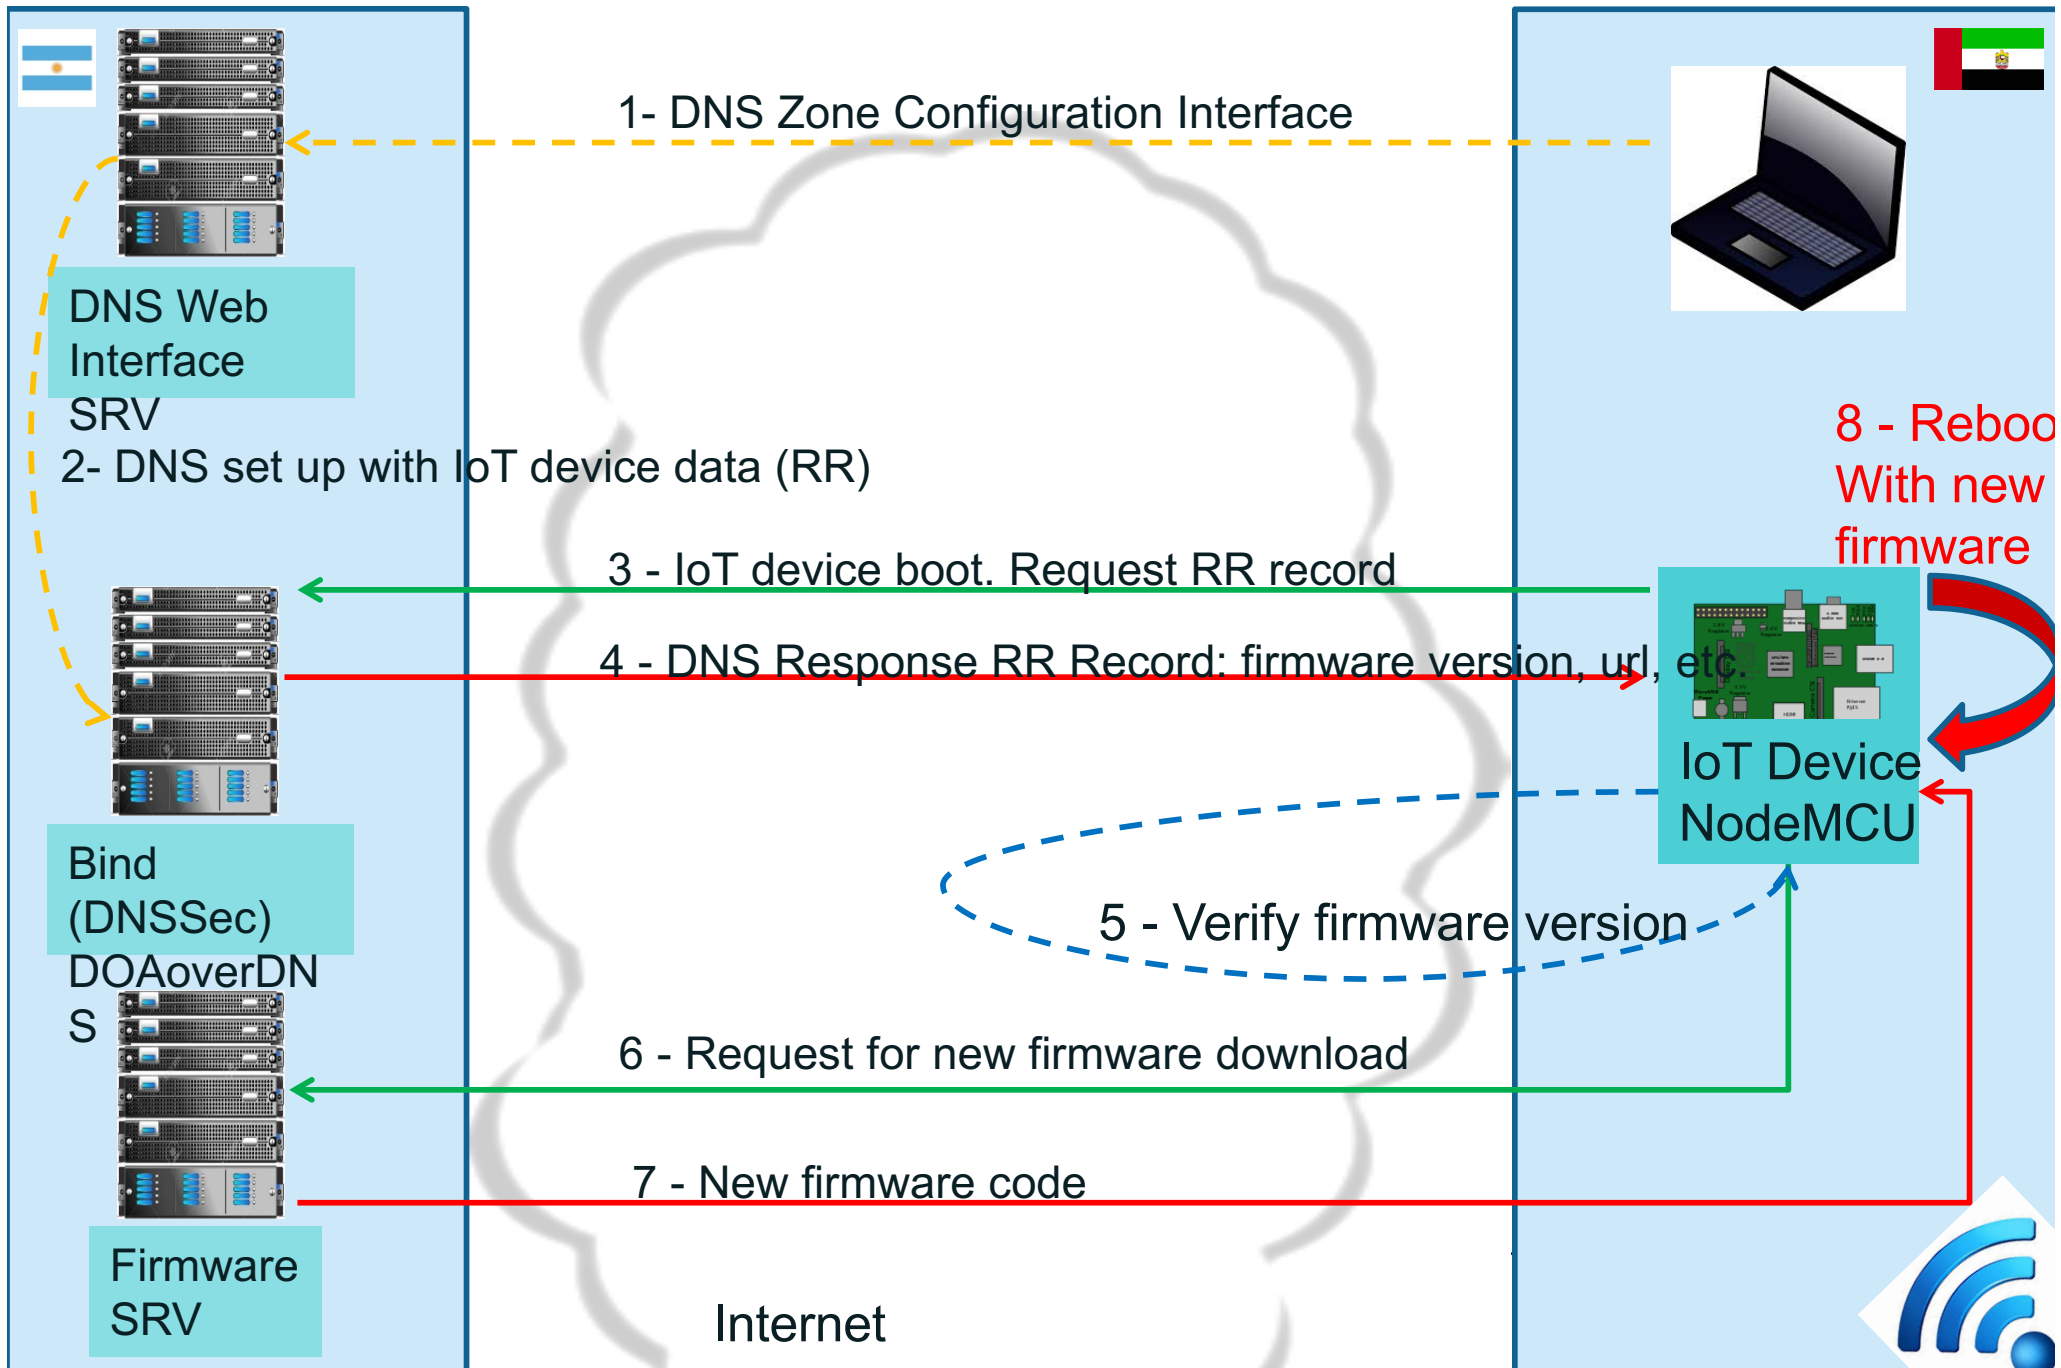 1- DNS Zone Configuration Interface
DNS Web
Interface
SRV
2- DNS set up with IoT device data (RR)
8 - Reboo
With new
firmware
3 - IoT device boot. Request RR record
4 - DNS Response RR Record: firmware version, url, etc.
IoT Device
NodeMCU
Bind
(DNSSec)
DOAoverDN
S
5 - Verify firmware version
6 - Request for new firmware download
7 - New firmware code
Firmware
SRV
Internet